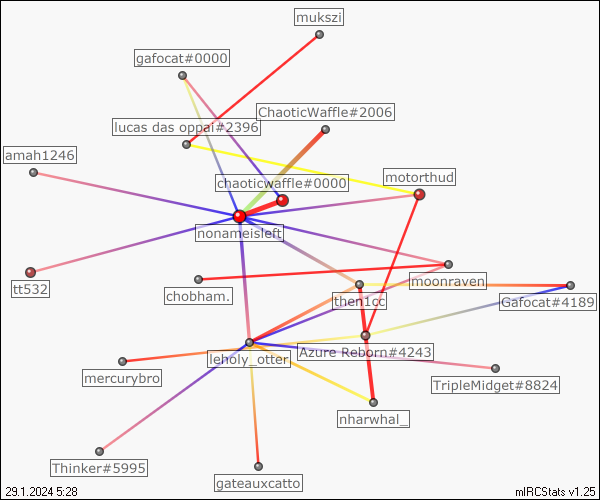 mukszi
gafocat#0000
ChaoticWaffle#2006
lucas das oppai#2396
amah1246
motorthud
chaoticwaffle#0000
nonameisleft
tt532
moonraven
chobham.
then1cc
Gafocat#4189
leholy_otter
Azure Reborn#4243
mercurybro
TripleMidget#8824
nharwhal_
Thinker#5995
gateauxcatto
29.1.2024 5:28
mIRCStats v1.25